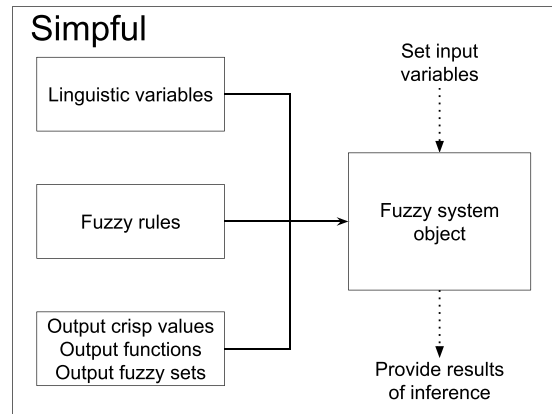 Simpful
Linguistic variables
Fuzzy rules
Output crisp values
Output functions
Output fuzzy sets
Set input
variables
Fuzzy system
object
Provide results
of inference